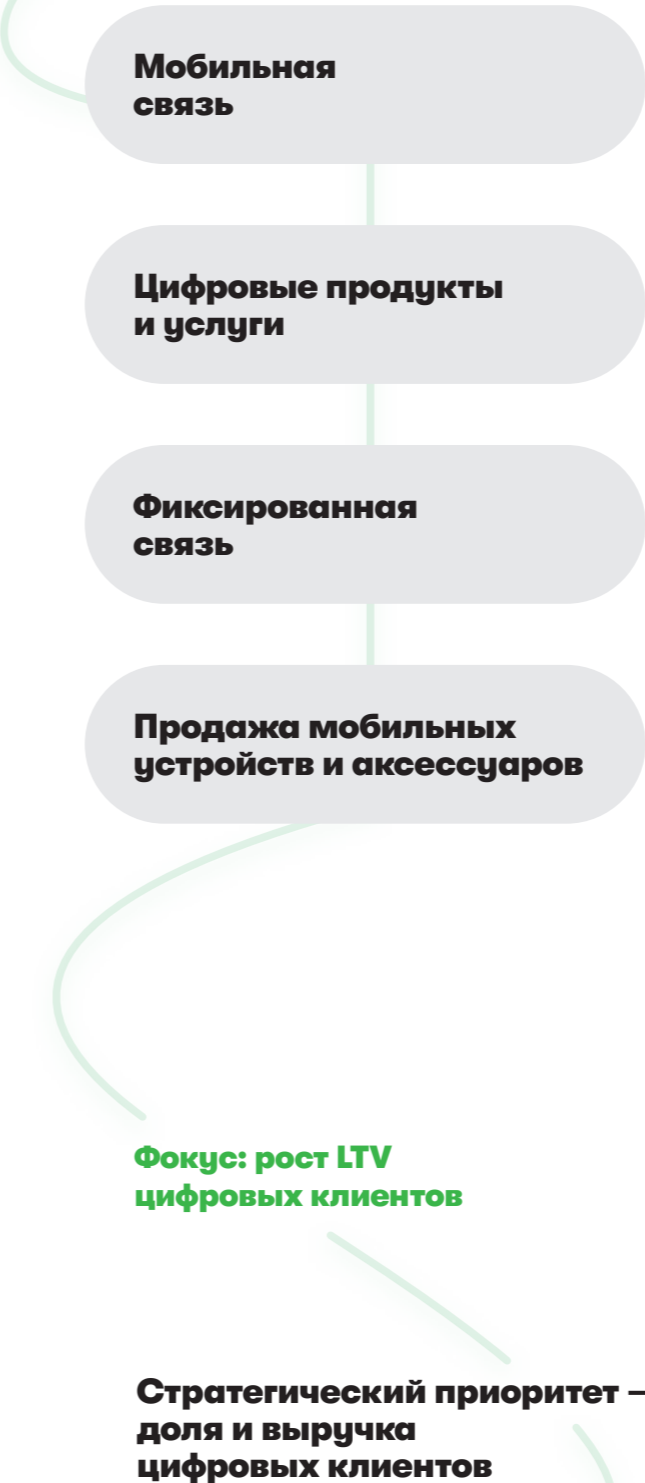 Мобильная
связь
Цифровые продукты
и услуги
Фиксированная
связь
Продажа мобильных
устройств и аксессуаров
Фокус: рост LTV
цифровых клиентов
Стратегический приоритет –
доля и выручка
цифровых клиентов